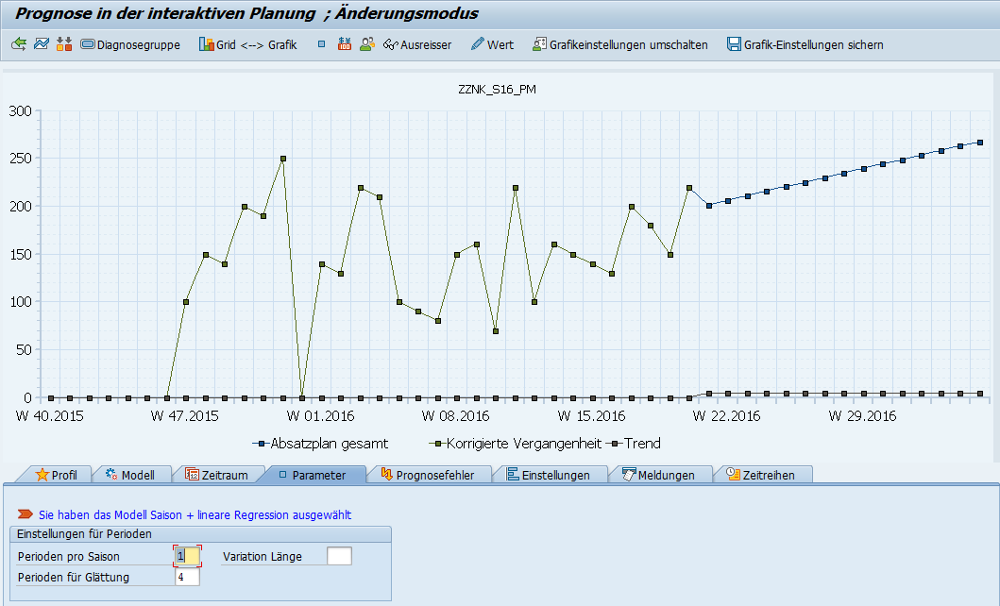 Prognose in der interaktiven Planung ; Änderungsmodus
Diagnosegruppe Grid <--> Grafik Ausreisser Wert Grafikeinstellungen umschalten Grafik-Einstellungen sichern
ZZNK_S16_PM
300
250
200
150
100
50
0
W 40.2015 W 47.2015 W 01.2016 W 08.2016 W 15.2016 W 22.2016 W 29.2016
Absatzplan gesamt Korrigierte Vergangenheit Trend
Profil Modell Zeitraum Parameter Prognosefehler Einstellungen Meldungen Zeitreihen
Sie haben das Modell Saison + lineare Regression ausgewählt
Einstellungen für Perioden
Perioden pro Saison 1 Variation Länge
Perioden für Glättung 4